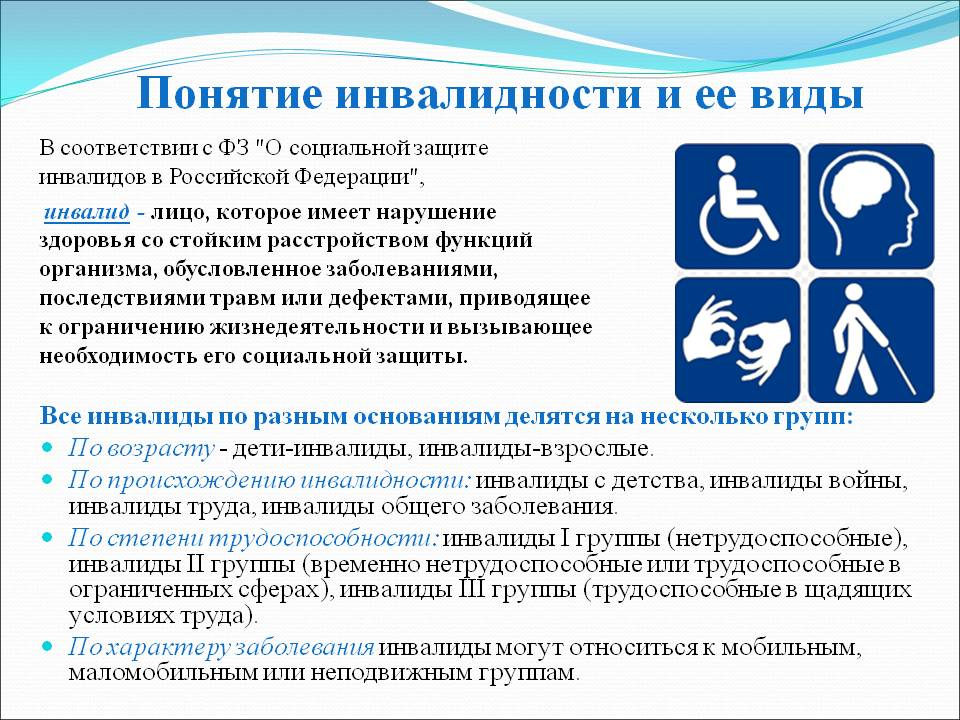 Понятие инвалидности и ее виды
В соответствии с ФЗ "О социальной защите
инвалидов в Российской Федерации",
инвалид - лицо, которое имеет нарушение
здоровья со стойким расстройством функций
организма, обусловленное заболеваниями,
последствиями травм или дефектами, приводящее
к ограничению жизнедеятельности и вызывающее
необходимость его социальной защиты.
Все инвалиды по разным основаниям делятся на несколько групп:
• По возрасту - дети-инвалиды, инвалиды-взрослые.
• По происхождению инвалидности: инвалиды с детства, инвалиды войны,
инвалиды труда, инвалиды общего заболевания.
• По степени трудоспособности: инвалиды I группы (нетрудоспособные),
инвалиды II группы (временно нетрудоспособные или трудоспособные в
ограниченных сферах), инвалиды III группы (трудоспособные в щадящих
условиях труда).
• По характеру заболевания инвалиды могут относиться к мобильным,
маломобильным или неподвижным группам.